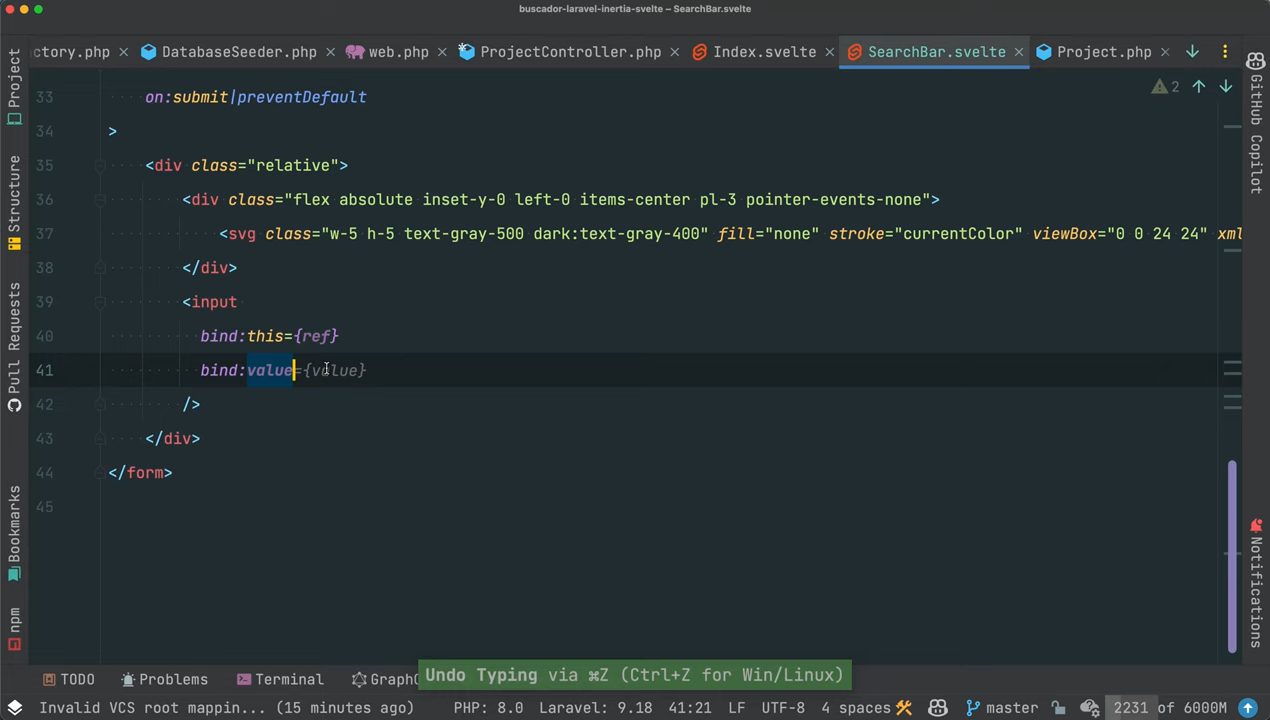 buscador-laravel-inertia-svelte – SearchBar.svelte
ctory.php
DatabaseSeeder.php
web.php
ProjectController.php
Index.svelte
SearchBar.svelte
Project.php
Project
Structure
Pull Requests
Bookmarks
npm
2
GitHub Copilot
Notifications
33 on:submit|preventDefault
34 >
35 <div class="relative">
36 <div class="flex absolute inset-y-0 left-0 items-center pl-3 pointer-events-none">
37 <svg class="w-5 h-5 text-gray-500 dark:text-gray-400" fill="none" stroke="currentColor" viewBox="0 0 24 24" xml
38 </div>
39 <input
40 bind:this={ref}
41 bind:value={value}
42 />
43 </div>
44 </form>
45
Undo Typing via ⌘Z (Ctrl+Z for Win/Linux)
TODO
Problems
Terminal
GraphQ
Invalid VCS root mappin... (15 minutes ago)
PHP: 8.0
Laravel: 9.18
41:21
LF
UTF-8
4 spaces
master
2231 of 6000M